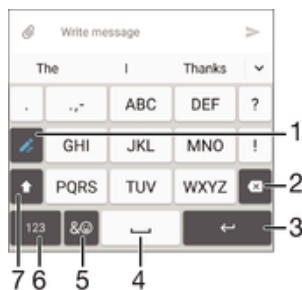 Write message
The I Thanks
. .,- ABC DEF ?
GHI JKL MNO ! 1
PQRS TUV WXYZ 2
123 &☺ 3
7 6 5 4